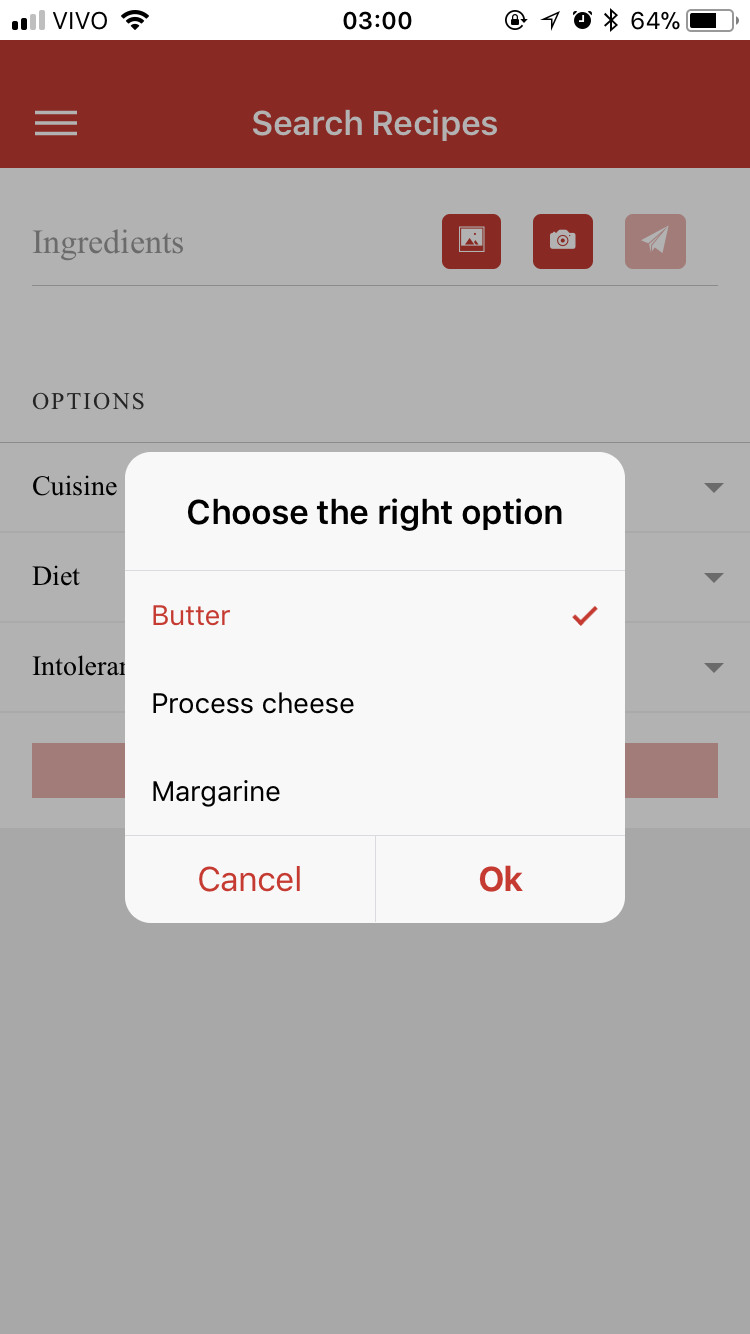 VIVO 03:00 64%
Search Recipes
Ingredients
OPTIONS
Cuisine
Diet
Choose the right option
Butter
Process cheese
Margarine
Cancel Ok